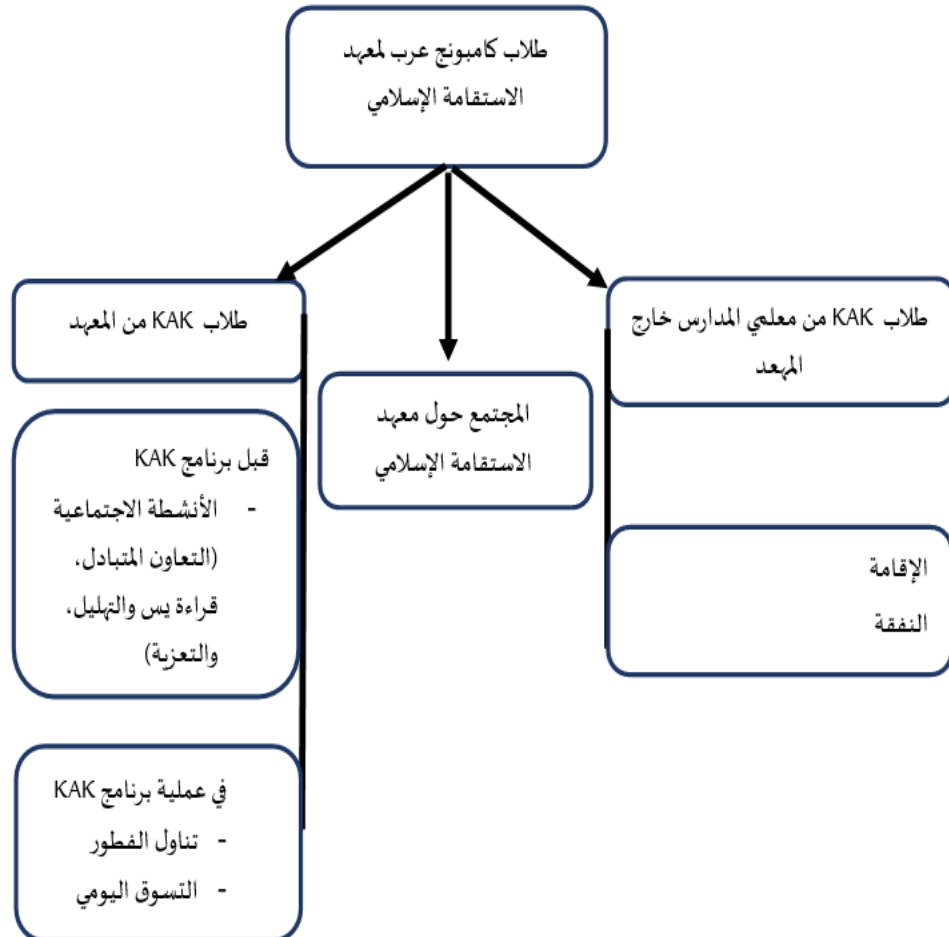 طلاب كامبونج عرب لمعهد
الاستقامة الإسلامي
طلاب KAK من معلمي المدارس خارج
المهعد
طلاب KAK من المعهد
المجتمع حول معهد
الاستقامة الإسلامي
الإقامة
النفقة
قبل برنامج KAK
- الأنشطة الاجتماعية
(التعاون المتبادل،
قراءة يس والتهليل،
والتعزية)
في عملية برنامج KAK
- تناول الفطور
- التسوق اليومي